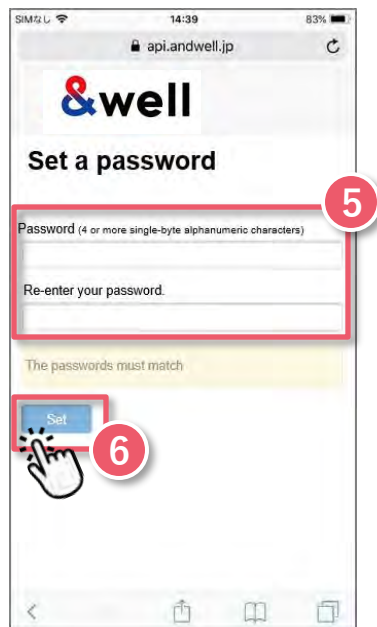 SIMなし 14:39 83%
api.andwell.jp
&well
Set a password
5
Password (4 or more single-byte alphanumeric characters)
Re-enter your password.
The passwords must match
Set
6